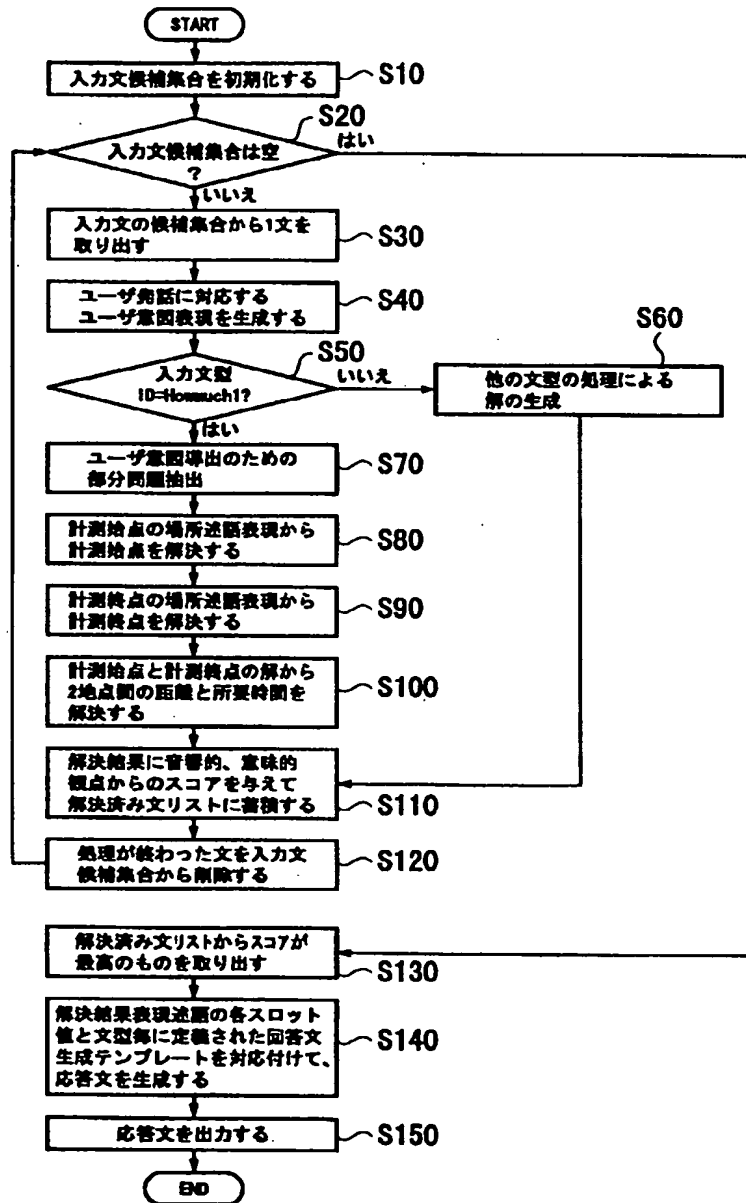 START
入力文候補集合を初期化する
S10
S20
入力文候補集合は空
?
はい
いいえ
入力文の候補集合から1文を
取り出す
S30
ユーザ発話に対応する
ユーザ意図表現を生成する
S40
S50
入力文型
ID=Howmuch1?
いいえ
はい
S60
他の文型の処理による
解の生成
ユーザ意図導出のための
部分問題抽出
S70
計測始点の場所述語表現から
計測始点を解決する
S80
計測終点の場所述語表現から
計測終点を解決する
S90
計測始点と計測終点の解から
2地点間の距離と所要時間を
解決する
S100
解決結果に音響的、意味的
観点からのスコアを与えて
解決済み文リストに蓄積する
S110
処理が終わった文を入力文
候補集合から削除する
S120
解決済み文リストからスコアが
最高のものを取り出す
S130
解決結果表現述語の各スロット
値と文型毎に定義された回答文
生成テンプレートを対応付けて、
応答文を生成する
S140
応答文を出力する
S150
END